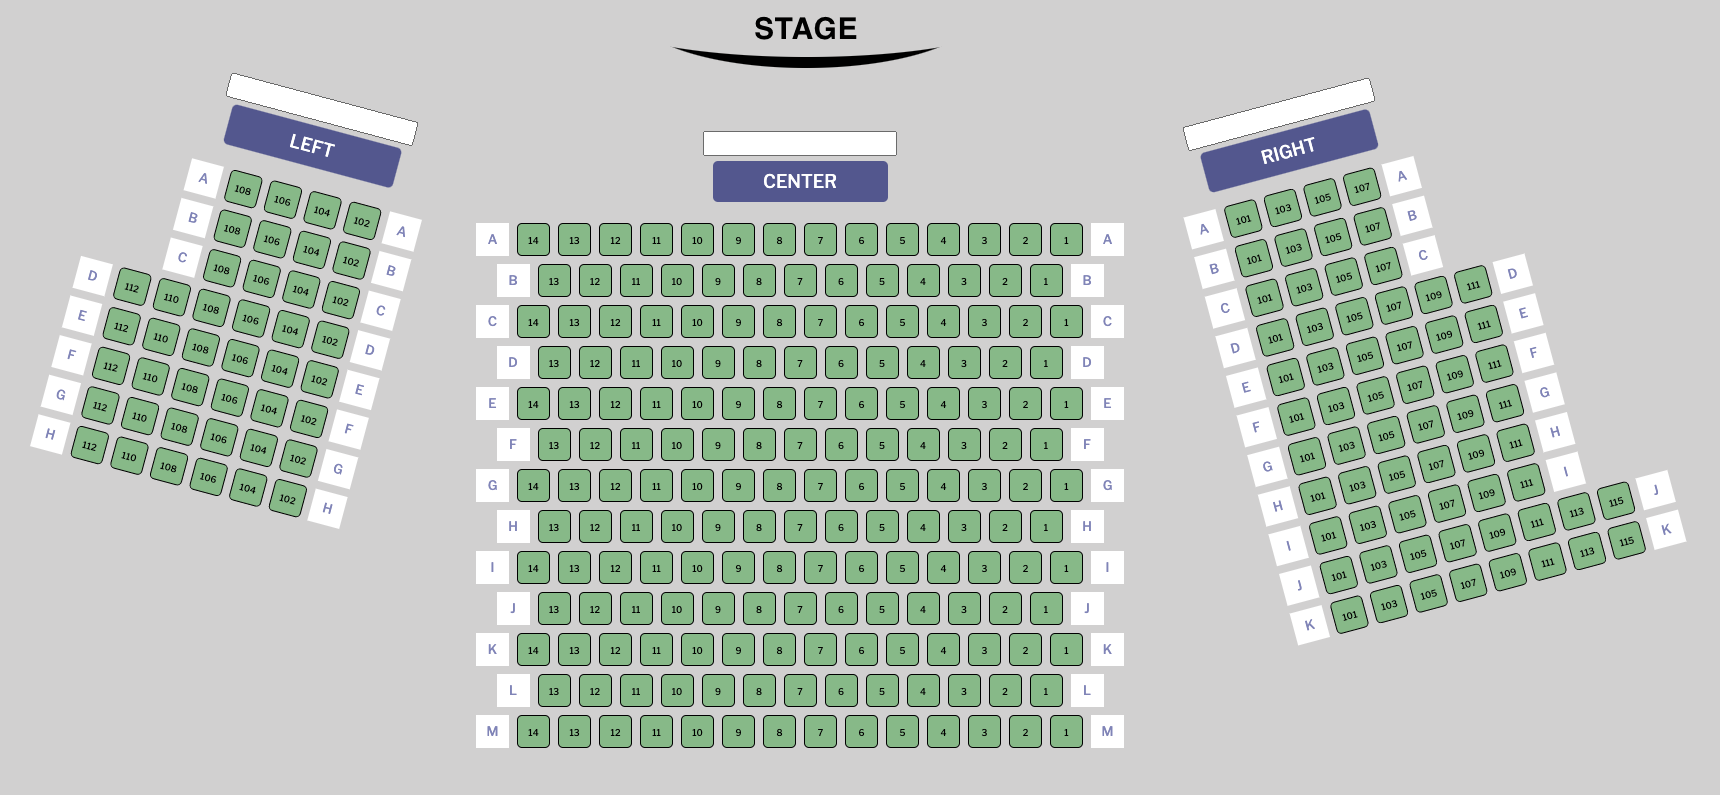 STAGE
LEFT
A 108 106 104 102 A
B 108 106 104 102 B
C 108 106 104 102 C
D 112 110 108 106 104 102 D
E 112 110 108 106 104 102 E
F 112 110 108 106 104 102 F
G 112 110 108 106 104 102 G
H 112 110 108 106 104 102 H
CENTER
A 14 13 12 11 10 9 8 7 6 5 4 3 2 1 A
B 13 12 11 10 9 8 7 6 5 4 3 2 1 B
C 14 13 12 11 10 9 8 7 6 5 4 3 2 1 C
D 13 12 11 10 9 8 7 6 5 4 3 2 1 D
E 14 13 12 11 10 9 8 7 6 5 4 3 2 1 E
F 13 12 11 10 9 8 7 6 5 4 3 2 1 F
G 14 13 12 11 10 9 8 7 6 5 4 3 2 1 G
H 13 12 11 10 9 8 7 6 5 4 3 2 1 H
I 14 13 12 11 10 9 8 7 6 5 4 3 2 1 I
J 13 12 11 10 9 8 7 6 5 4 3 2 1 J
K 14 13 12 11 10 9 8 7 6 5 4 3 2 1 K
L 13 12 11 10 9 8 7 6 5 4 3 2 1 L
M 14 13 12 11 10 9 8 7 6 5 4 3 2 1 M
RIGHT
A 101 103 105 107 A
B 101 103 105 107 B
C 101 103 105 107 C
D 101 103 105 107 109 111 D
E 101 103 105 107 109 111 E
F 101 103 105 107 109 111 F
G 101 103 105 107 109 111 G
H 101 103 105 107 109 111 H
I 101 103 105 107 109 111 I
J 101 103 105 107 109 111 113 115 J
K 101 103 105 107 109 111 113 115 K